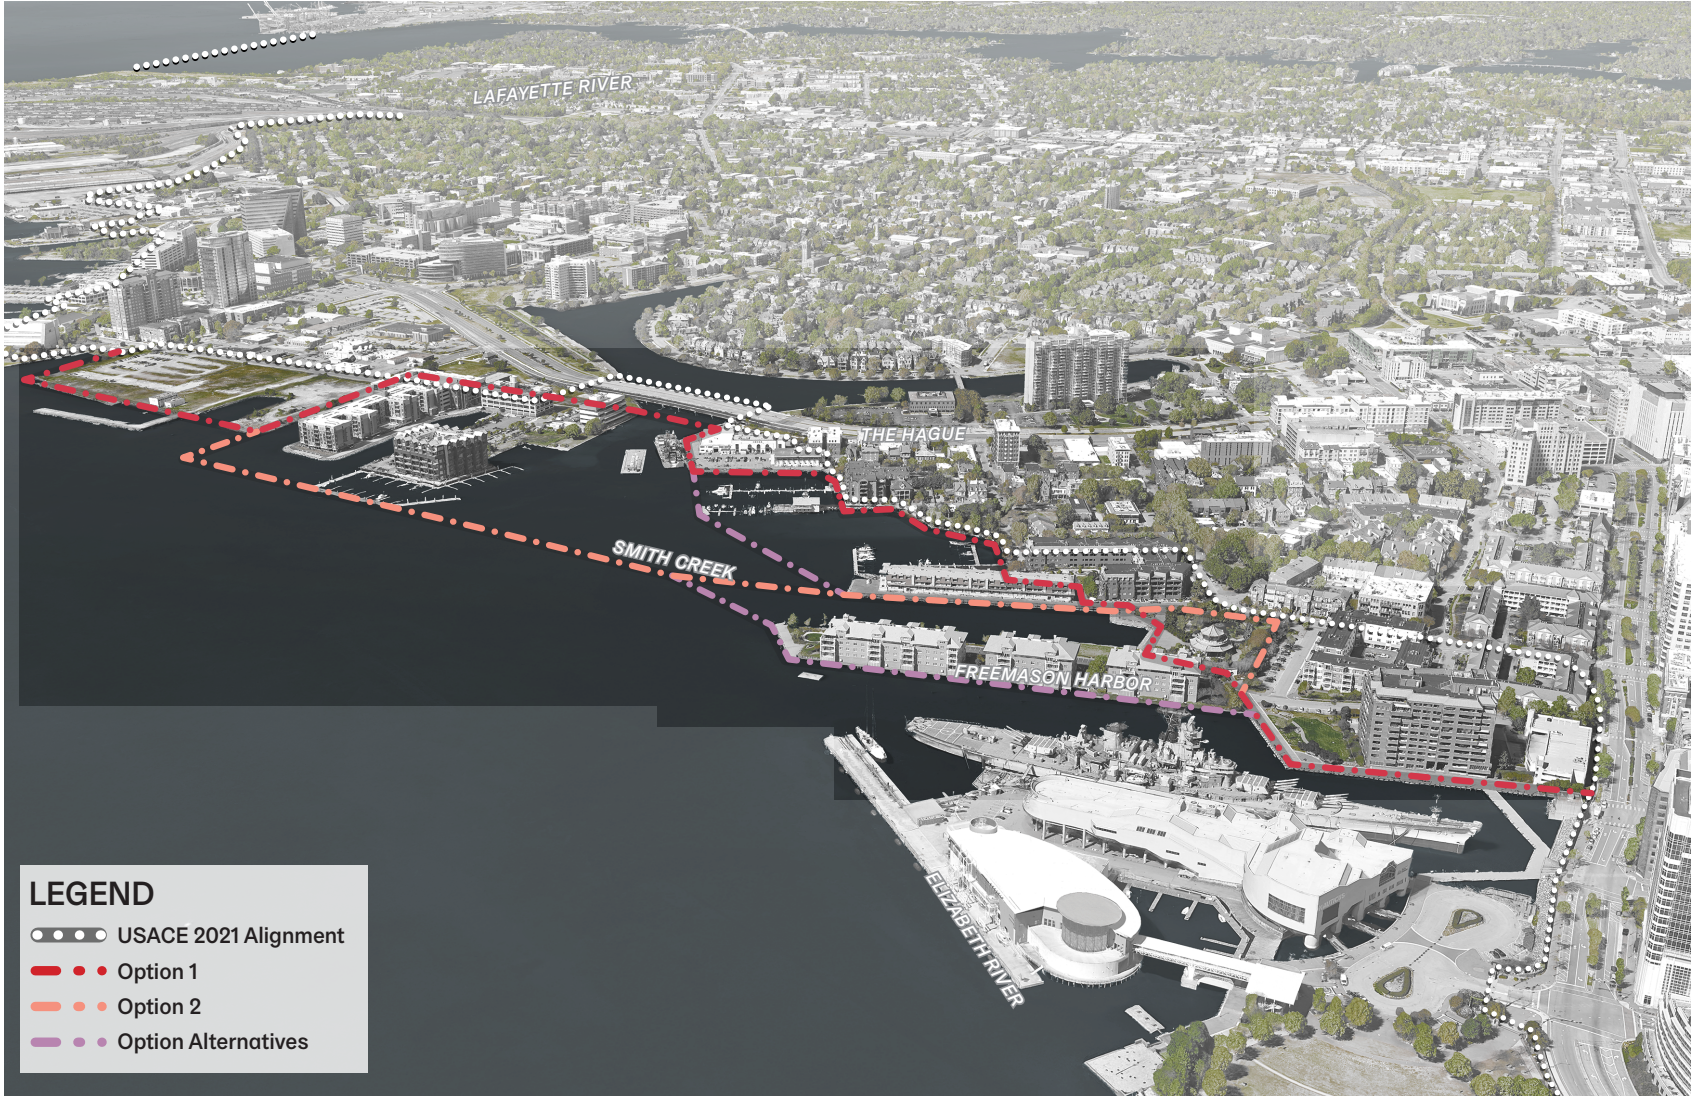 LAFAYETTE RIVER
THE HAGUE
SMITH CREEK
FREEMASON HARBOR
ELIZABETH RIVER
LEGEND
USACE 2021 Alignment
Option 1
Option 2
Option Alternatives